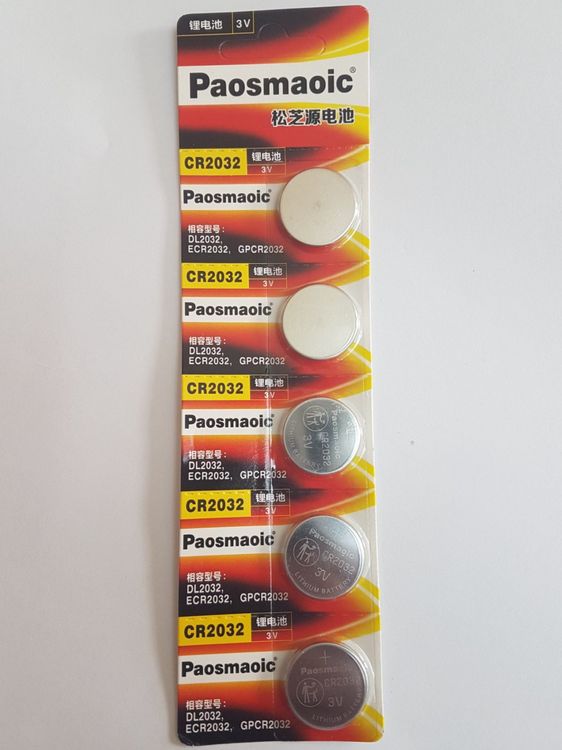 锂电池 3V
Paosmaoic®
松芝源电池
CR2032 锂电池 3V
Paosmaoic®
相容型号：
DL2032,
ECR2032, GPCR2032
CR2032 锂电池 3V
Paosmaoic®
相容型号：
DL2032,
ECR2032, GPCR2032
CR2032 锂电池 3V
Paosmaoic®
相容型号：
DL2032,
ECR2032, GPCR2032
Paosmaoic
CR2032
3V
LITHIUM BATTERY
CR2032 锂电池 3V
Paosmaoic®
相容型号：
DL2032,
ECR2032, GPCR2032
Paosmaoic
CR2032
3V
LITHIUM BATTERY
CR2032 锂电池 3V
Paosmaoic®
相容型号：
DL2032,
ECR2032, GPCR2032
+
Paosmaoic
CR2032
3V
LITHIUM BATTERY